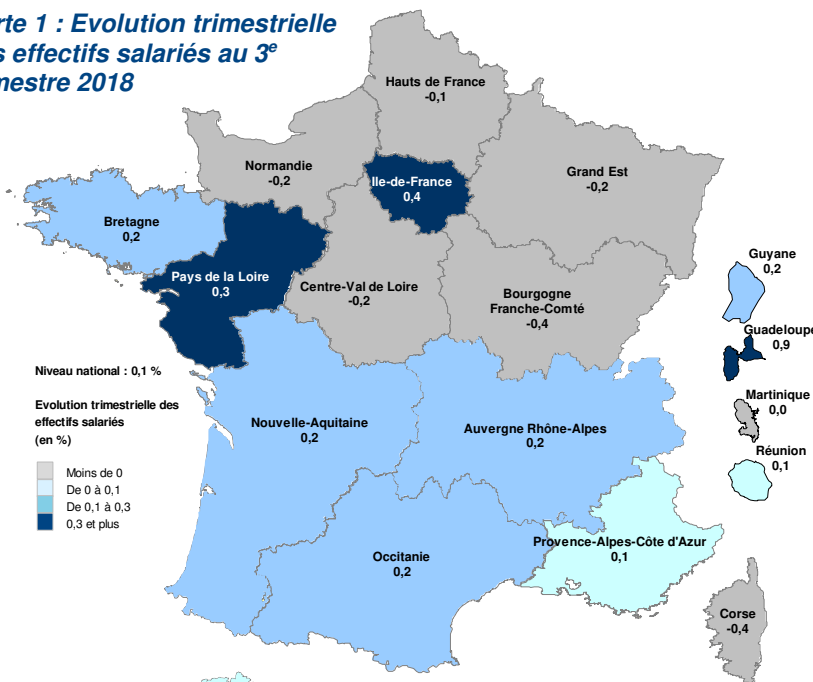 rte 1 : Evolution trimestrielle
s effectifs salariés au 3e
mestre 2018
Hauts de France
-0,1
Normandie
-0,2
Ile-de-France
0,4
Grand Est
-0,2
Bretagne
0,2
Pays de la Loire
0,3
Centre-Val de Loire
-0,2
Bourgogne
Franche-Comté
-0,4
Guyane
0,2
Guadeloupe
0,9
Martinique
0,0
Réunion
0,1
Niveau national : 0,1 %
Evolution trimestrielle des
effectifs salariés
(en %)
Moins de 0
De 0 à 0,1
De 0,1 à 0,3
0,3 et plus
Nouvelle-Aquitaine
0,2
Auvergne Rhône-Alpes
0,2
Occitanie
0,2
Provence-Alpes-Côte d'Azur
0,1
Corse
-0,4